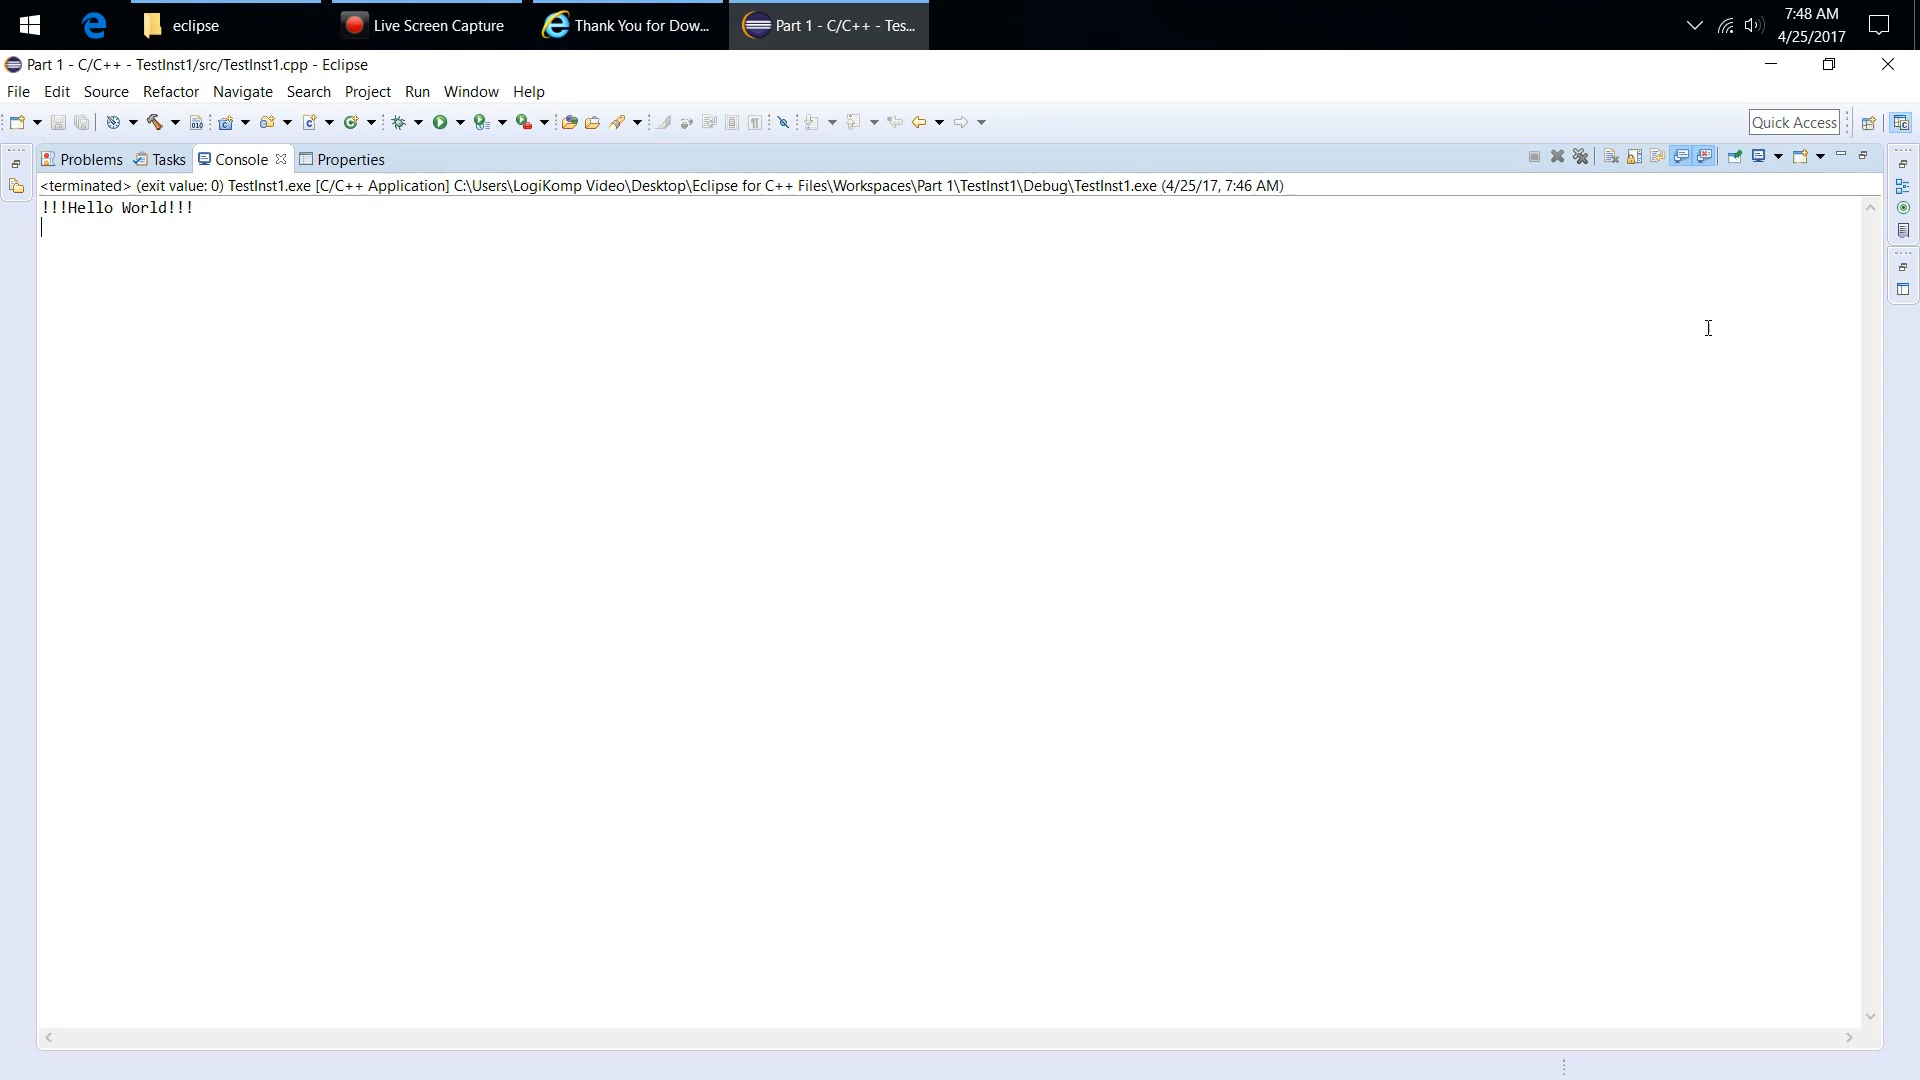 eclipse
Live Screen Capture
Thank You for Dow...
Part 1 - C/C++ - Tes...
7:48 AM
4/25/2017
Part 1 - C/C++ - TestInst1/src/TestInst1.cpp - Eclipse
File Edit Source Refactor Navigate Search Project Run Window Help
Quick Access
Problems Tasks Console Properties
<terminated> (exit value: 0) TestInst1.exe [C/C++ Application] C:\Users\LogiKomp Video\Desktop\Eclipse for C++ Files\Workspaces\Part 1\TestInst1\Debug\TestInst1.exe (4/25/17, 7:46 AM)
!!!Hello World!!!